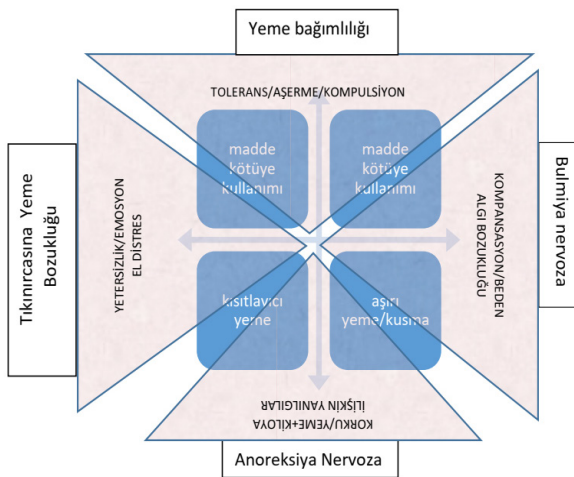 Yeme bağımlılığı
TOLERANS/AŞERME/KOMPULSİYON
madde
kötüye
kullanımı
madde
kötüye
kullanımı
Tıkınırcasına Yeme
Bozukluğu
YETERSİZLİK/EMOSYON
EL DİSTRES
KOMPANSASYON/BEDEN
ALGI BOZUKLUĞU
Bulmiya nervoza
kısıtlayıcı
yeme
aşırı
yeme/kusma
KORKU/YEME+KİLOYA
İLİŞKİN YANILGILAR
Anoreksiya Nervoza